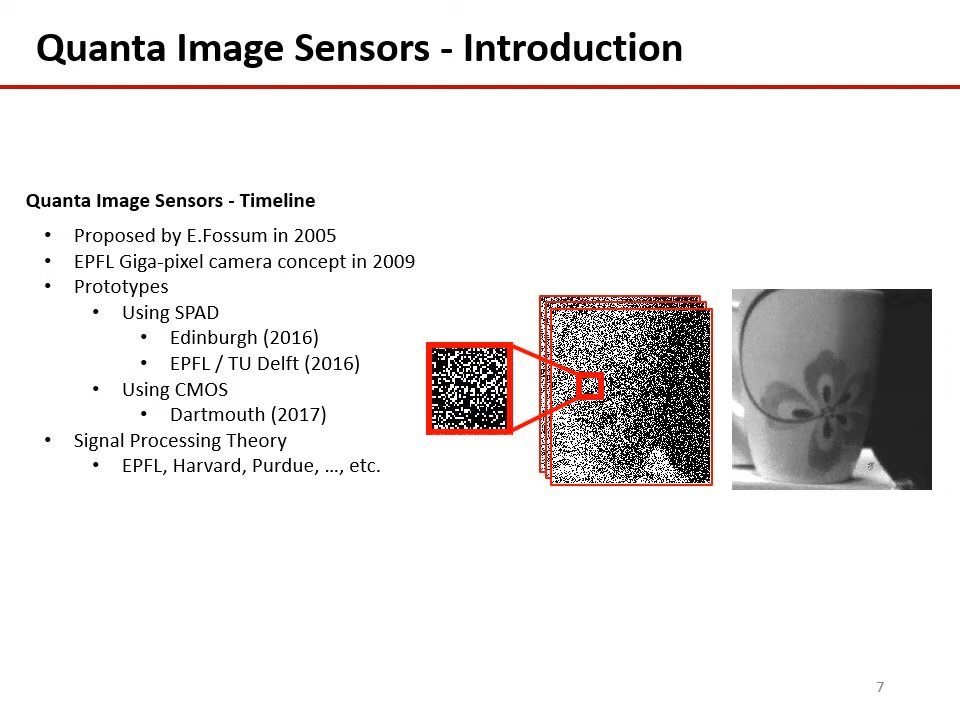 Quanta Image Sensors - Introduction
Quanta Image Sensors - Timeline
• Proposed by E.Fossum in 2005
• EPFL Giga-pixel camera concept in 2009
• Prototypes
• Using SPAD
• Edinburgh (2016)
• EPFL / TU Delft (2016)
• Using CMOS
• Dartmouth (2017)
• Signal Processing Theory
• EPFL, Harvard, Purdue, …, etc.
7